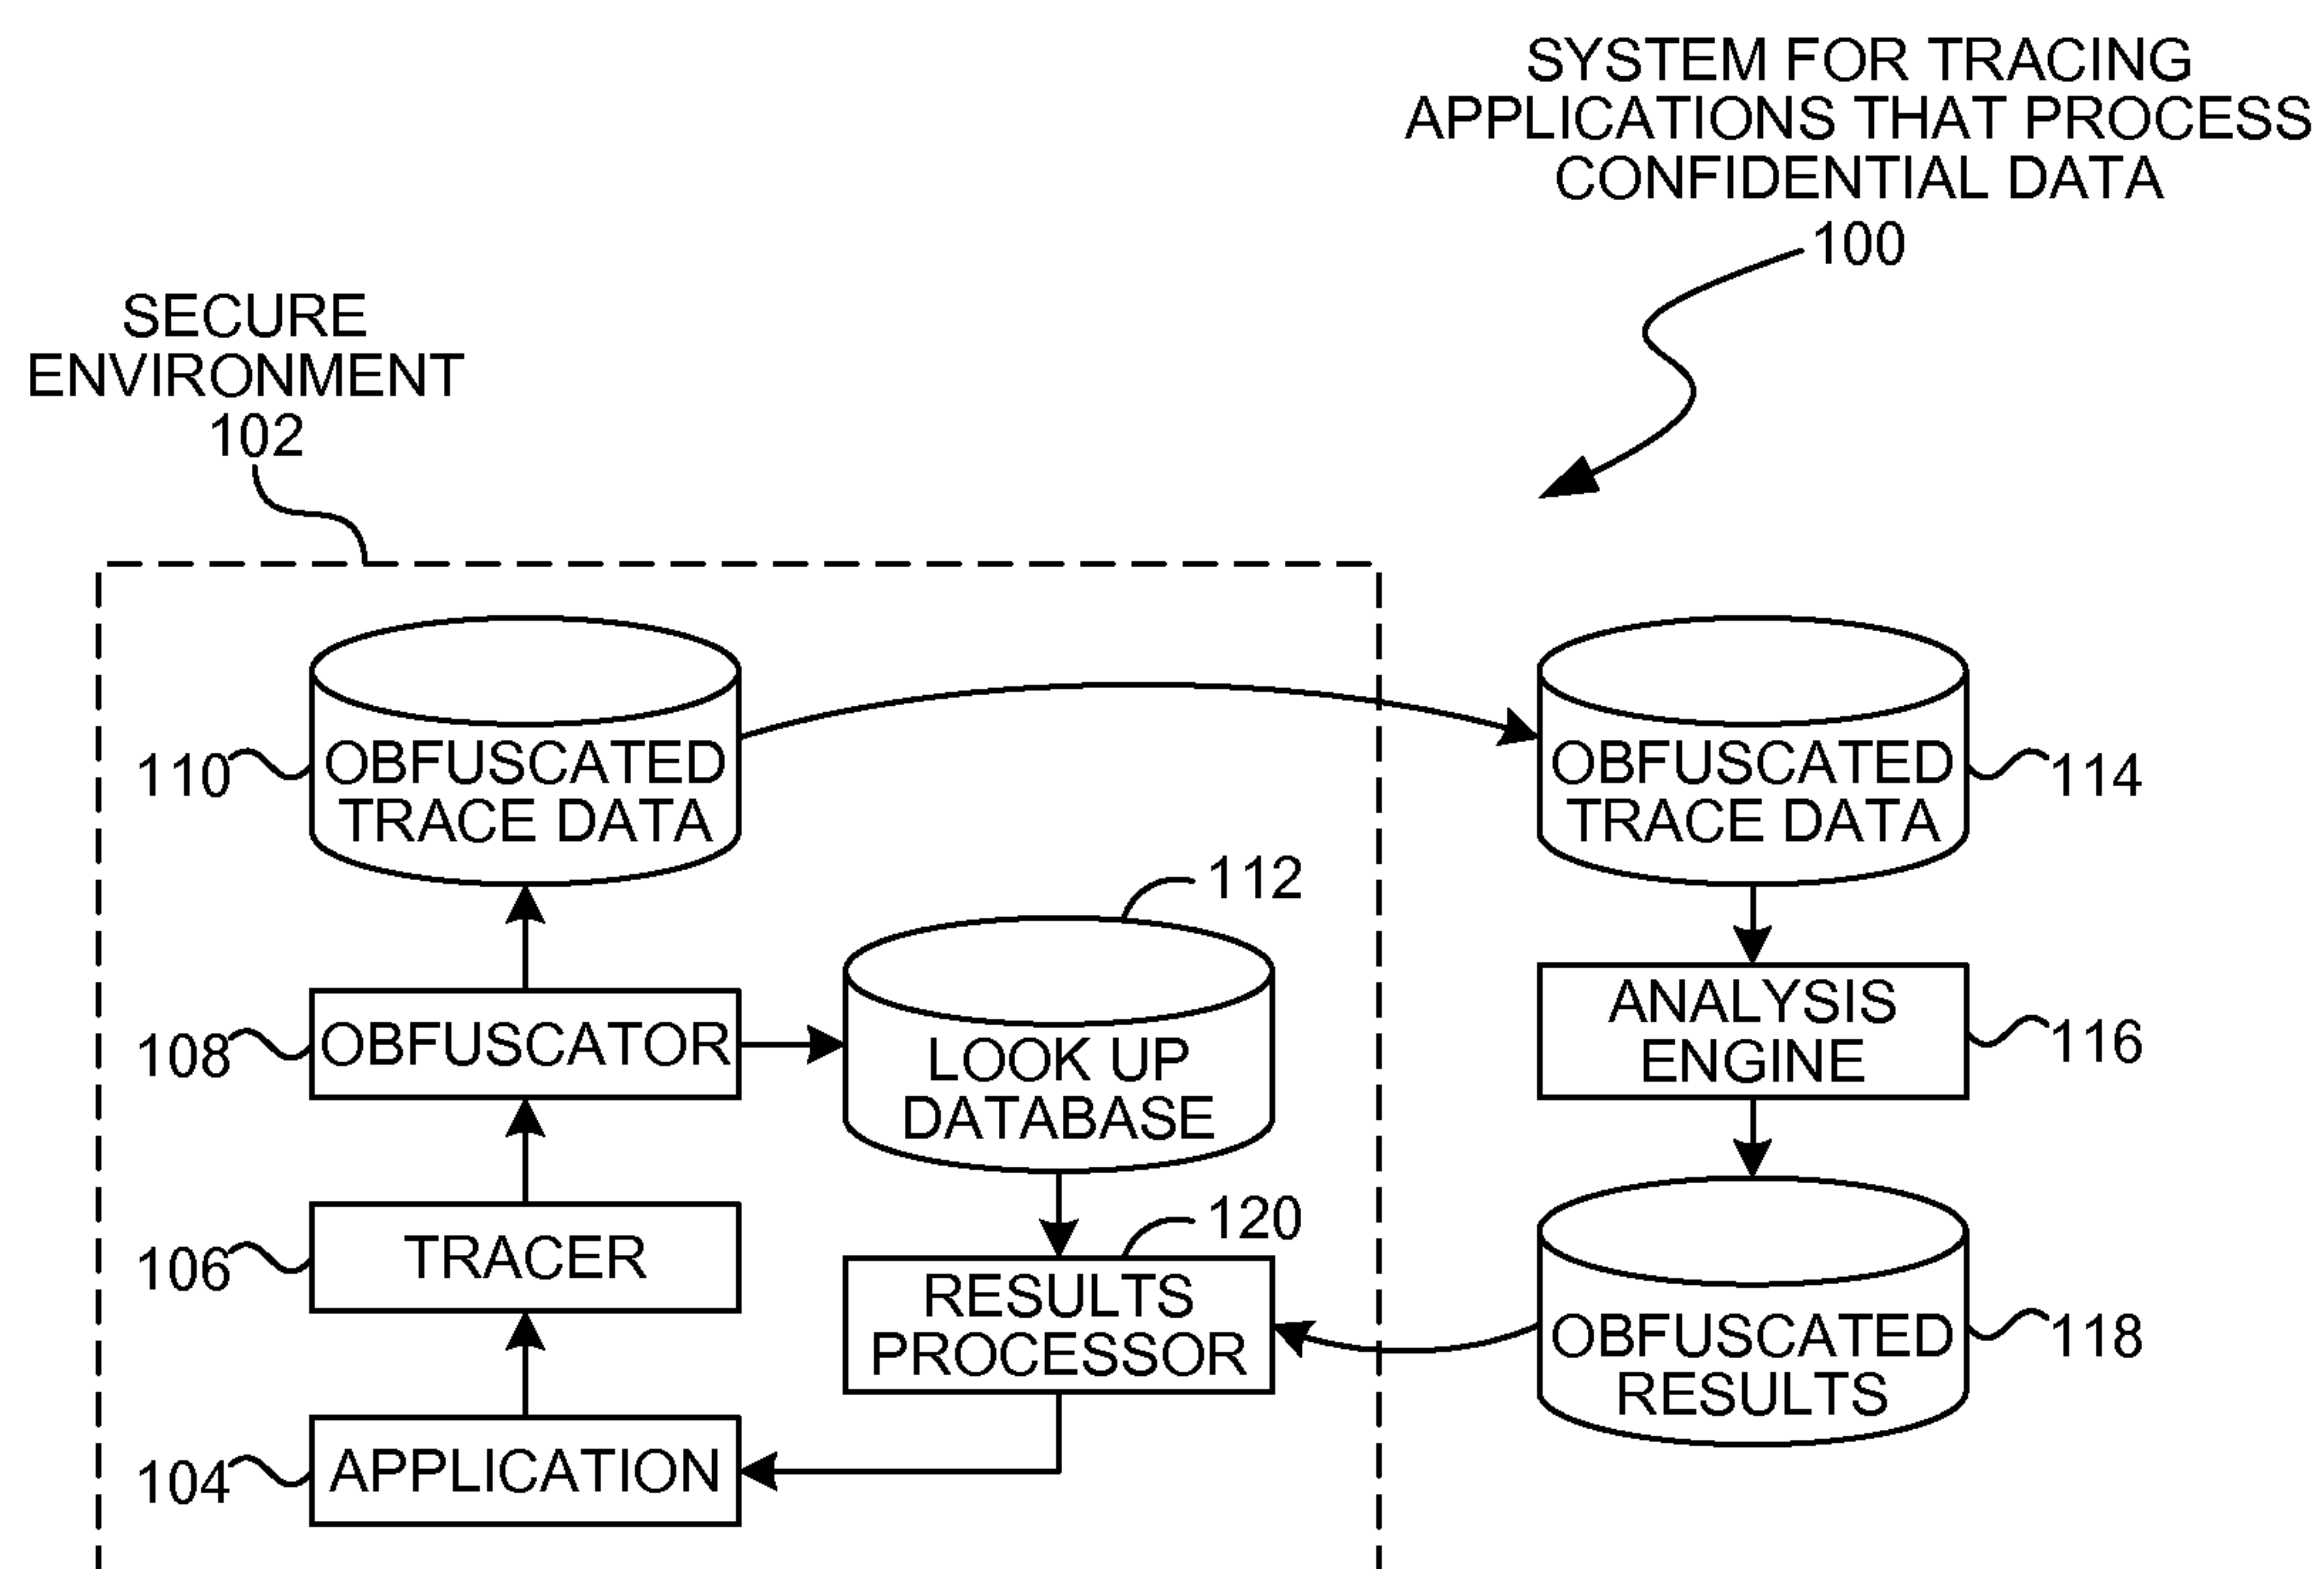 SYSTEM FOR TRACING
APPLICATIONS THAT PROCESS
CONFIDENTIAL DATA
100
SECURE
ENVIRONMENT
102
110
OBFUSCATED
TRACE DATA
OBFUSCATED
TRACE DATA
114
112
LOOK UP
DATABASE
108
OBFUSCATOR
ANALYSIS
ENGINE
116
106
TRACER
120
RESULTS
PROCESSOR
OBFUSCATED
RESULTS
118
104
APPLICATION